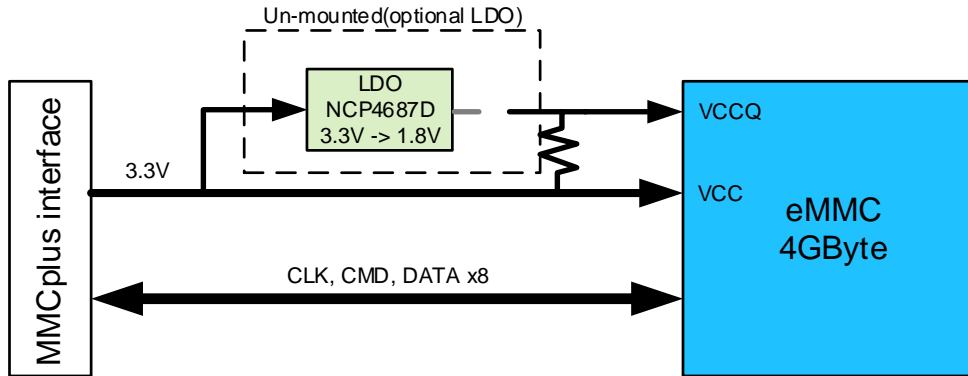 Un-mounted(optional LDO)
LDO
NCP4687D
3.3V -> 1.8V
MMCplus interface
3.3V
VCCQ
VCC
eMMC
4GByte
CLK, CMD, DATA x8